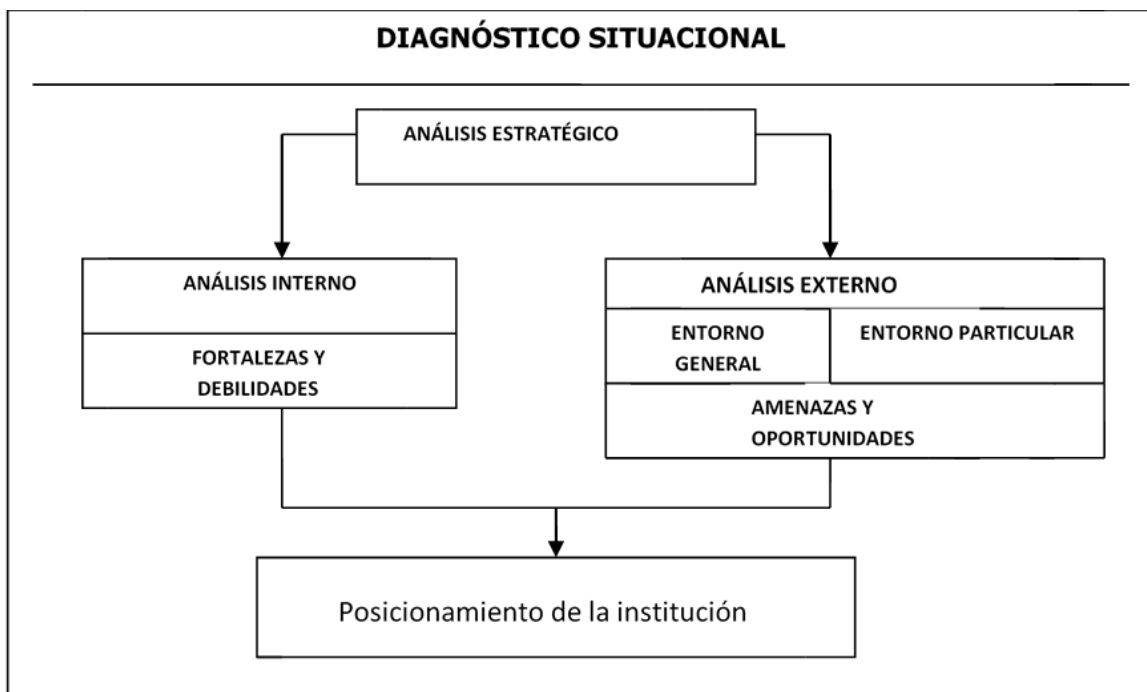 DIAGNÓSTICO SITUACIONAL
ANÁLISIS ESTRATÉGICO
ANÁLISIS INTERNO
FORTALEZAS Y
DEBILIDADES
ANÁLISIS EXTERNO
ENTORNO
GENERAL
ENTORNO PARTICULAR
AMENAZAS Y
OPORTUNIDADES
Posicionamiento de la institución